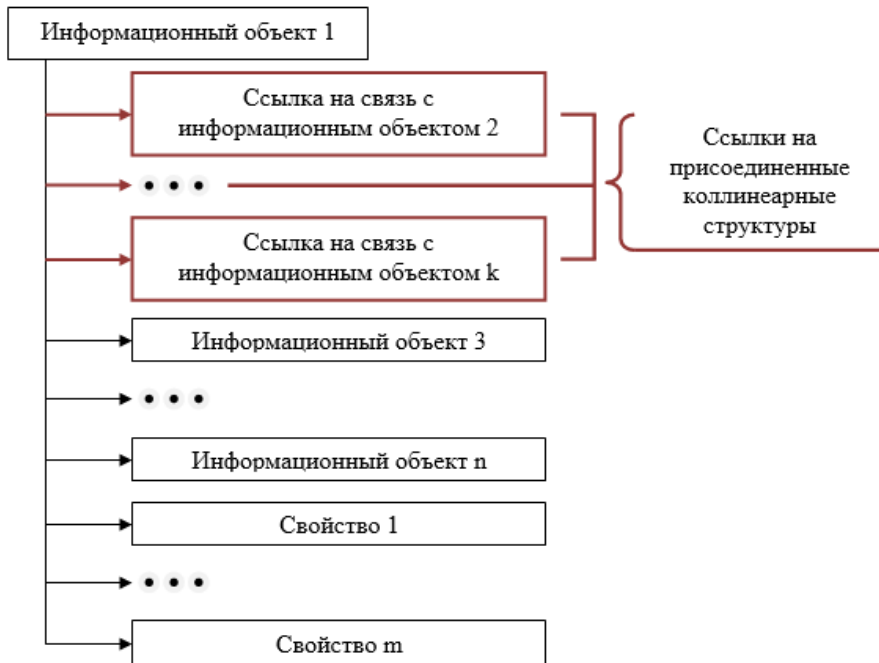 Информационный объект 1
Ссылка на связь с
информационным объектом 2
Ссылки на
присоединенные
коллинеарные
структуры
• • •
Ссылка на связь с
информационным объектом k
Информационный объект 3
• • •
Информационный объект n
Свойство 1
• • •
Свойство m